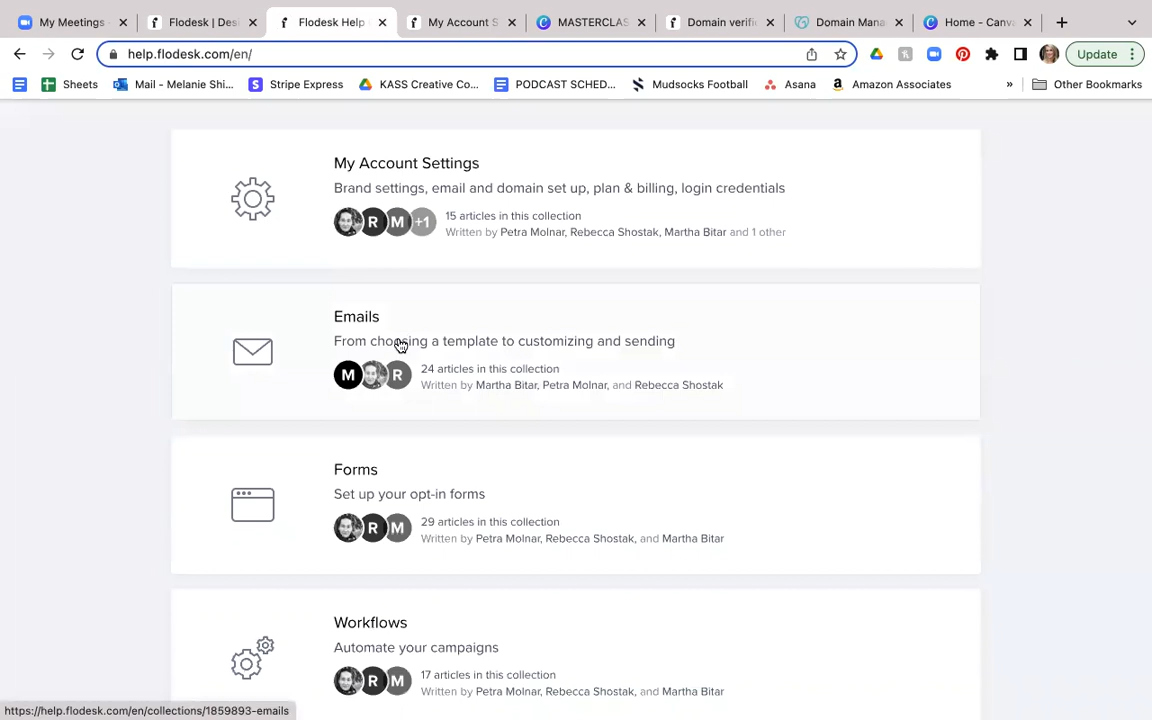 My Meetings -
Flodesk | Des
Flodesk Help
My Account S
MASTERCLAS
Domain verifi
Domain Mana
Home – Canv
help.flodesk.com/en/
Update
Sheets
Mail - Melanie Shi...
Stripe Express
KASS Creative Co...
PODCAST SCHED...
Mudsocks Football
Asana
Amazon Associates
»
Other Bookmarks
My Account Settings
Brand settings, email and domain set up, plan & billing, login credentials
R M +1
15 articles in this collection
Written by Petra Molnar, Rebecca Shostak, Martha Bitar and 1 other
Emails
From choosing a template to customizing and sending
M R
24 articles in this collection
Written by Martha Bitar, Petra Molnar, and Rebecca Shostak
Forms
Set up your opt-in forms
R M
29 articles in this collection
Written by Petra Molnar, Rebecca Shostak, and Martha Bitar
Workflows
Automate your campaigns
R M
17 articles in this collection
Written by Petra Molnar, Rebecca Shostak, and Martha Bitar
https://help.flodesk.com/en/collections/1859893-emails